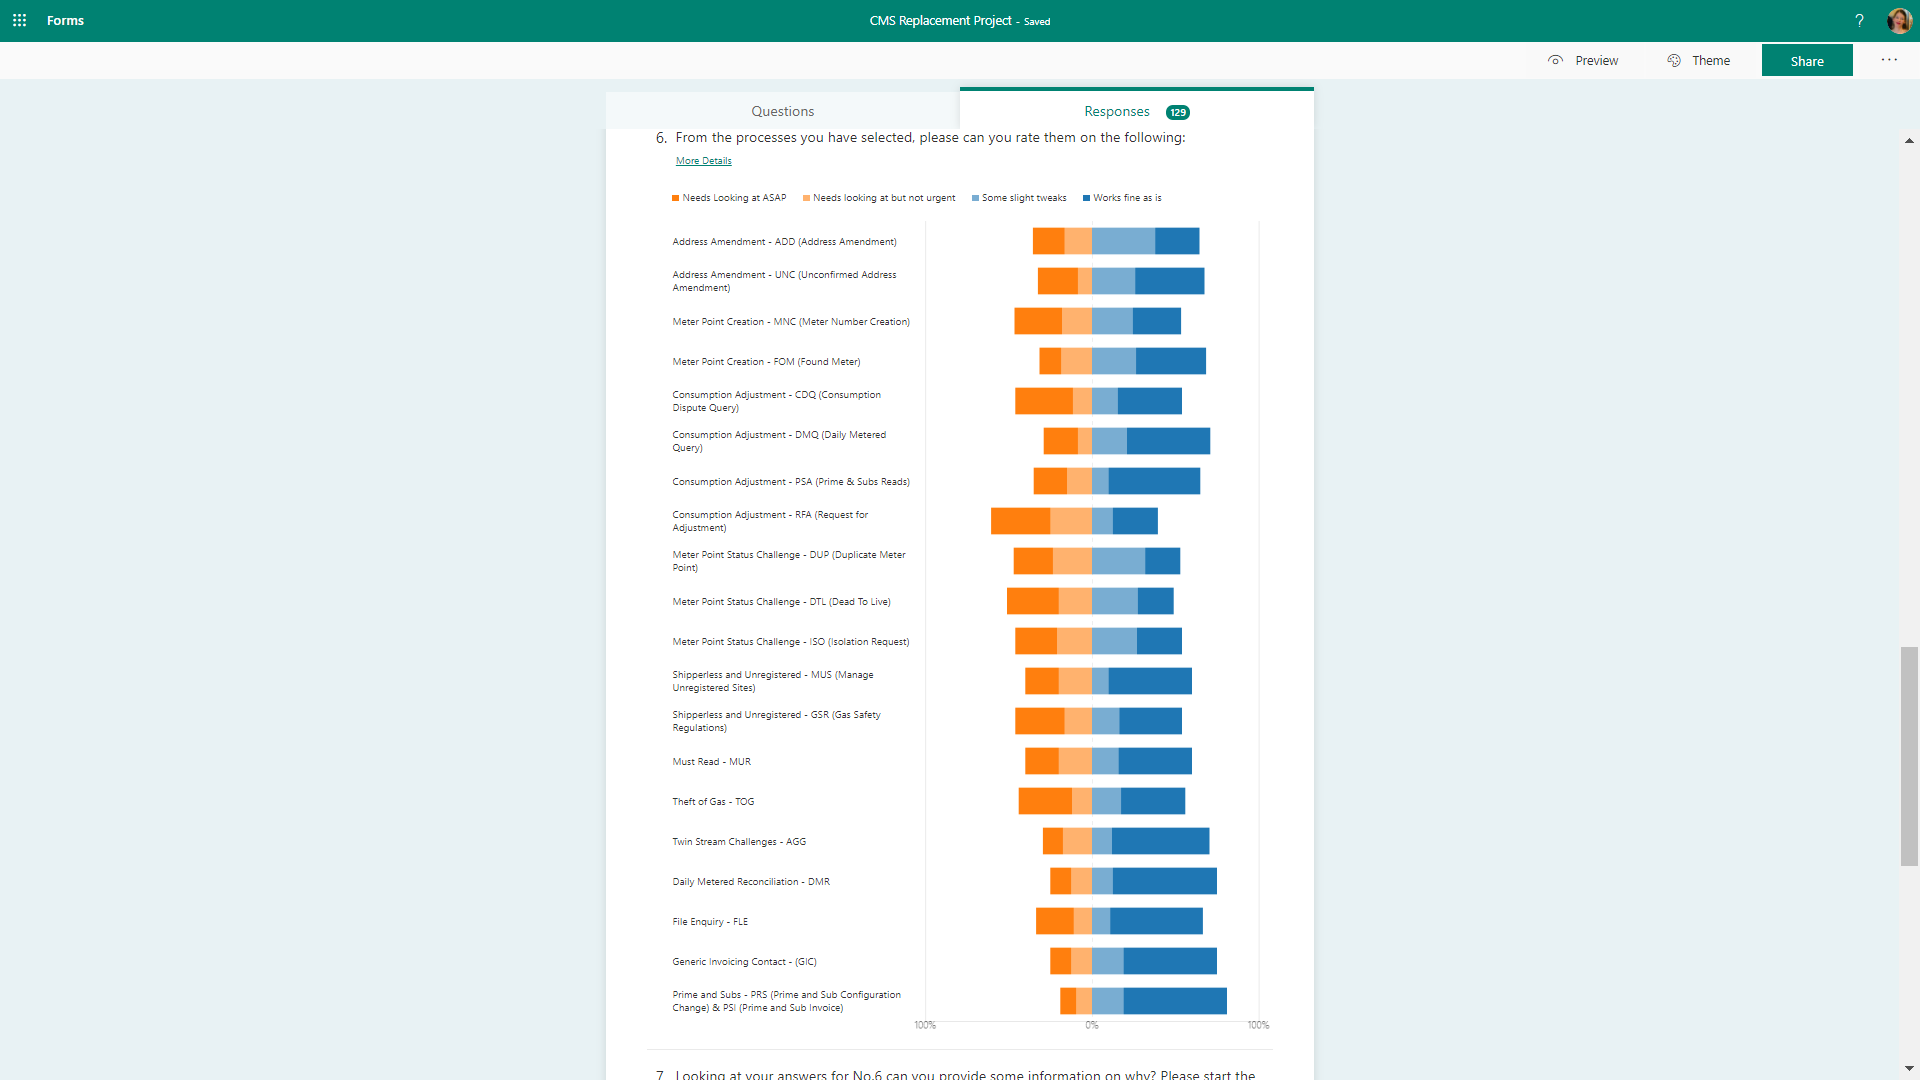 Forms
CMS Replacement Project - Saved
?
Preview
Theme
Share
...
Questions
Responses 129
6. From the processes you have selected, please can you rate them on the following:
More Details
Needs Looking at ASAP
Needs looking at but not urgent
Some slight tweaks
Works fine as is
Address Amendment - ADD (Address Amendment)
Address Amendment - UNC (Unconfirmed Address
Amendment)
Meter Point Creation - MNC (Meter Number Creation)
Meter Point Creation - FOM (Found Meter)
Consumption Adjustment - CDQ (Consumption
Dispute Query)
Consumption Adjustment - DMQ (Daily Metered
Query)
Consumption Adjustment - PSA (Prime & Subs Reads)
Consumption Adjustment - RFA (Request for
Adjustment)
Meter Point Status Challenge - DUP (Duplicate Meter
Point)
Meter Point Status Challenge - DTL (Dead To Live)
Meter Point Status Challenge - ISO (Isolation Request)
Shipperless and Unregistered - MUS (Manage
Unregistered Sites)
Shipperless and Unregistered - GSR (Gas Safety
Regulations)
Must Read - MUR
Theft of Gas - TOG
Twin Stream Challenges - AGG
Daily Metered Reconciliation - DMR
File Enquiry - FLE
Generic Invoicing Contact - (GIC)
Prime and Subs - PRS (Prime and Sub Configuration
Change) & PSI (Prime and Sub Invoice)
100%
0%
100%
7. Looking at your answers for No.6 can you provide some information on why? Please start the